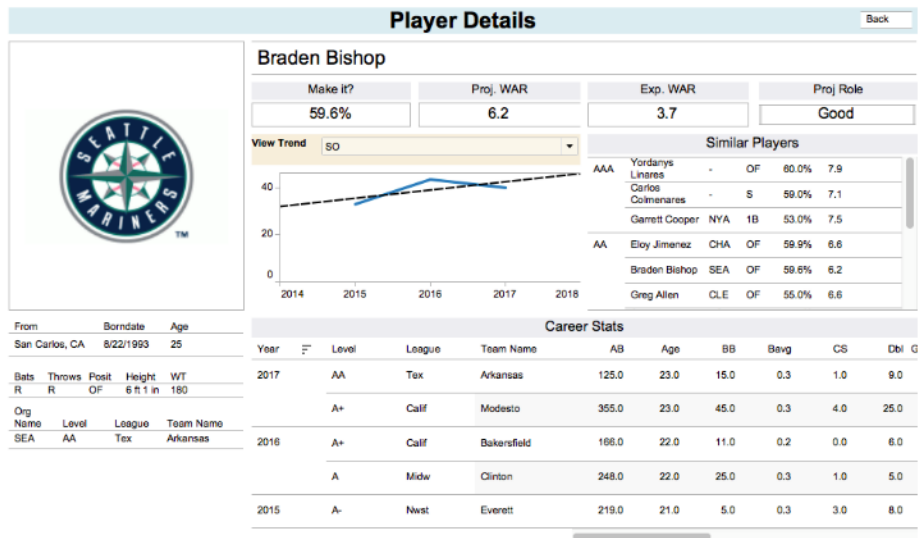 Player Details
Back
Braden Bishop
Make it? Proj. WAR Exp. WAR Proj Role
59.6% 6.2 3.7 Good
SEATTLE
MARINERS
TM
View Trend SO
40
20
0
2014 2015 2016 2017 2018
Similar Players
AAA Yordanys Linares - OF 60.0% 7.9
Carlos Colmenares - S 59.0% 7.1
Garrett Cooper NYA 1B 53.0% 7.5
AA Eloy Jimenez CHA OF 59.9% 6.6
Braden Bishop SEA OF 59.6% 6.2
Greg Allen CLE OF 55.0% 6.6
From Borndate Age
San Carlos, CA 8/22/1993 25
Bats Throws Posit Height WT
R R OF 6 ft 1 in 180
Org Name Level League Team Name
SEA AA Tex Arkansas
Career Stats
Year Level League Team Name AB Age BB Bavg CS Dbl G
2017 AA Tex Arkansas 125.0 23.0 15.0 0.3 1.0 9.0
A+ Calif Modesto 355.0 23.0 45.0 0.3 4.0 25.0
2016 A+ Calif Bakersfield 166.0 22.0 11.0 0.2 0.0 6.0
A Midw Clinton 248.0 22.0 25.0 0.3 1.0 5.0
2015 A- Nwst Everett 219.0 21.0 5.0 0.3 3.0 8.0